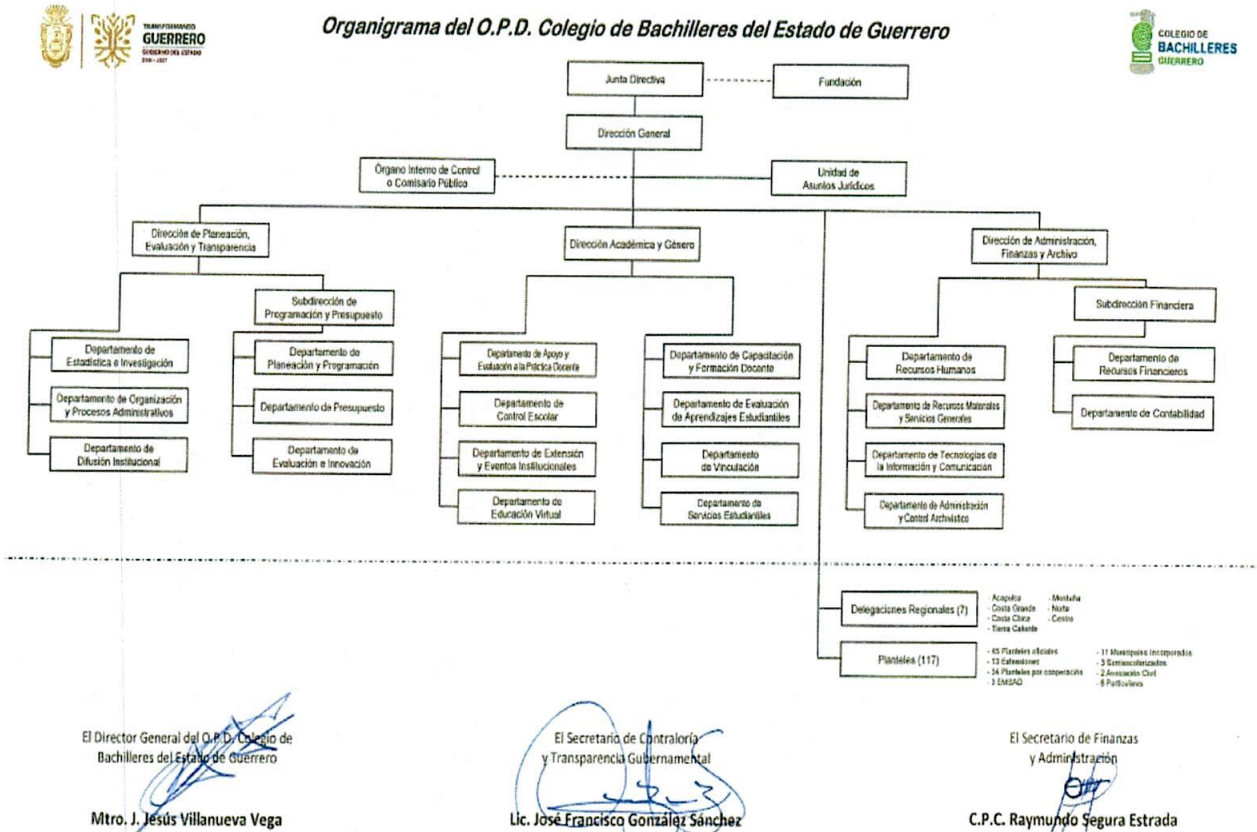 TRANSFORMANDO
GUERRERO
GOBIERNO DEL ESTADO
2021 - 2027
Organigrama del O.P.D. Colegio de Bachilleres del Estado de Guerrero
COLEGIO DE
BACHILLERES
GUERRERO
Junta Directiva
Fundación
Dirección General
Órgano Interno de Control
o Comisario Público
Unidad de
Asuntos Jurídicos
Dirección de Planeación,
Evaluación y Transparencia
Dirección Académica y Género
Dirección de Administración,
Finanzas y Archivo
Subdirección de
Programación y Presupuesto
Subdirección Financiera
Departamento de
Estadística e Investigación
Departamento de
Planeación y Programación
Departamento de Apoyo y
Evaluación a la Práctica Docente
Departamento de Capacitación
y Formación Docente
Departamento de
Recursos Humanos
Departamento de
Recursos Financieros
Departamento de Organización
y Procesos Administrativos
Departamento de Presupuesto
Departamento de
Control Escolar
Departamento de Evaluación
de Aprendizajes Estudiantiles
Departamento de Recursos Materiales
y Servicios Generales
Departamento de Contabilidad
Departamento de
Difusión Institucional
Departamento de
Evaluación e Innovación
Departamento de Extensión
y Eventos Institucionales
Departamento
de Vinculación
Departamento de Tecnologías de
la Información y Comunicación
Departamento de
Educación Virtual
Departamento de
Servicios Estudiantiles
Departamento de Administración
y Control Archivístico
Delegaciones Regionales (7)
- Acapulco - Montaña
- Costa Grande - Norte
- Costa Chica - Centro
- Tierra Caliente
Planteles (117)
- 45 Planteles oficiales - 11 Municipales Incorporados
- 13 Extensiones - 3 Semiescolarizados
- 34 Planteles por cooperación - 2 Asociación Civil
- 3 EMSAD - 6 Particulares
El Director General del O.P.D. Colegio de
Bachilleres del Estado de Guerrero
Mtro. J. Jesús Villanueva Vega
El Secretario de Contraloría
y Transparencia Gubernamental
Lic. José Francisco González Sánchez
El Secretario de Finanzas
y Administración
C.P.C. Raymundo Segura Estrada